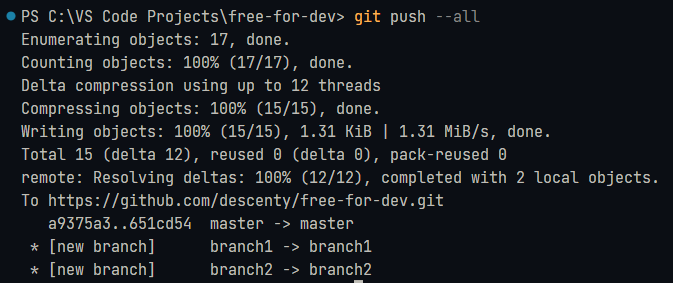 PS C:\VS Code Projects\free-for-dev> git push --all
Enumerating objects: 17, done.
Counting objects: 100% (17/17), done.
Delta compression using up to 12 threads
Compressing objects: 100% (15/15), done.
Writing objects: 100% (15/15), 1.31 KiB | 1.31 MiB/s, done.
Total 15 (delta 12), reused 0 (delta 0), pack-reused 0
remote: Resolving deltas: 100% (12/12), completed with 2 local objects.
To https://github.com/descenty/free-for-dev.git
   a9375a3..651cd54  master -> master
 * [new branch]      branch1 -> branch1
 * [new branch]      branch2 -> branch2